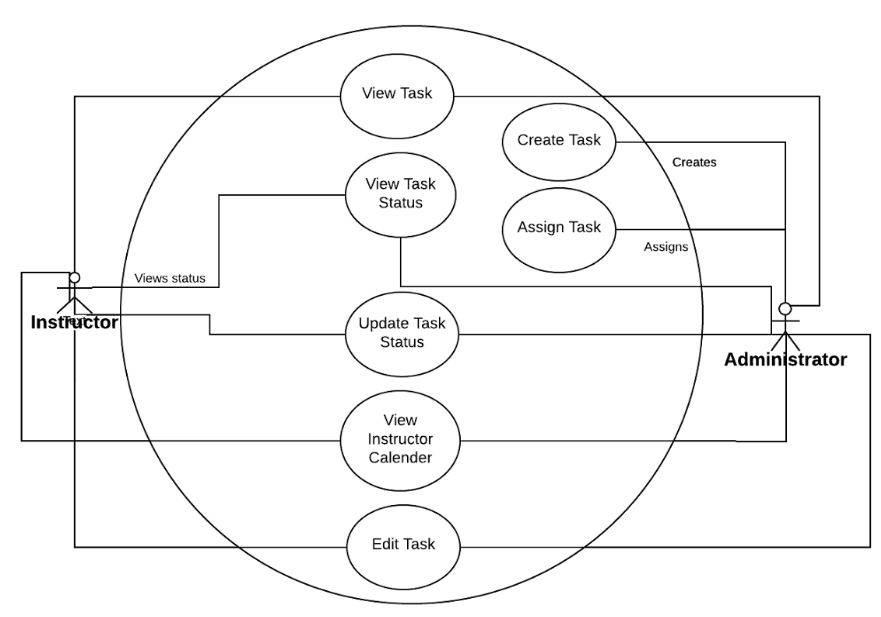 View Task
Create Task
Creates
View Task
Status
Assign Task
Assigns
Views status
Text
Instructor
Update Task
Status
Administrator
View
Instructor
Calender
Edit Task